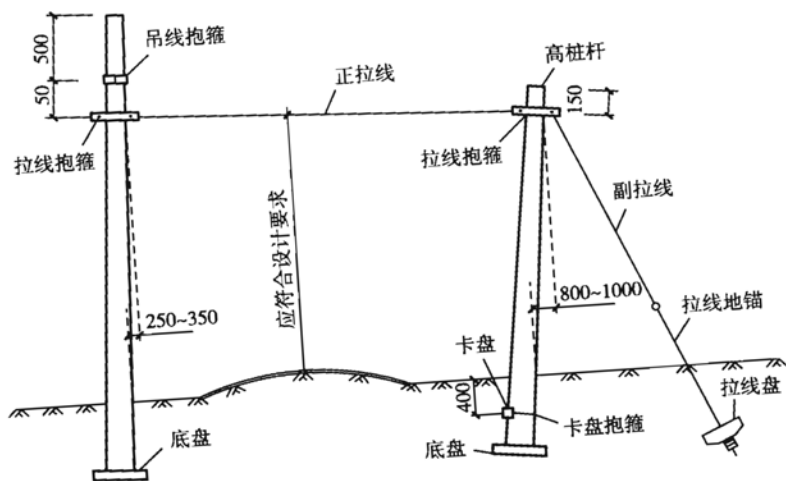 吊线抱箍
高桩杆
500
正拉线
50
150
拉线抱箍
拉线抱箍
副拉线
应符合设计要求
250~350
800~1000
拉线地锚
卡盘
400
拉线盘
卡盘抱箍
底盘
底盘